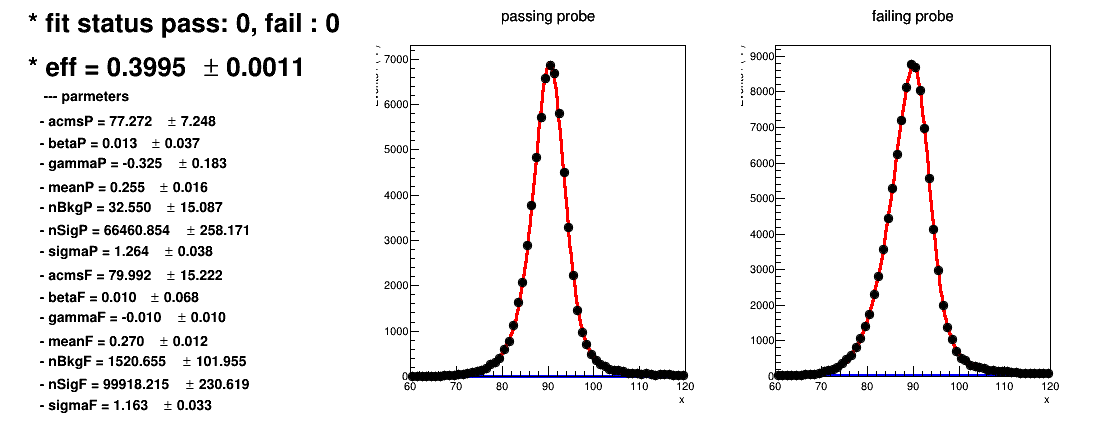 * fit status pass: 0, fail : 0
* eff = 0.3995 ± 0.0011
--- parmeters
- acmsP = 77.272 ± 7.248
- betaP = 0.013 ± 0.037
- gammaP = -0.325 ± 0.183
- meanP = 0.255 ± 0.016
- nBkgP = 32.550 ± 15.087
- nSigP = 66460.854 ± 258.171
- sigmaP = 1.264 ± 0.038
- acmsF = 79.992 ± 15.222
- betaF = 0.010 ± 0.068
- gammaF = -0.010 ± 0.010
- meanF = 0.270 ± 0.012
- nBkgF = 1520.655 ± 101.955
- nSigF = 99918.215 ± 230.619
- sigmaF = 1.163 ± 0.033
passing probe
7000
6000
5000
4000
3000
2000
1000
0
60 70 80 90 100 110 120
x
failing probe
9000
8000
7000
6000
5000
4000
3000
2000
1000
0
60 70 80 90 100 110 120
x